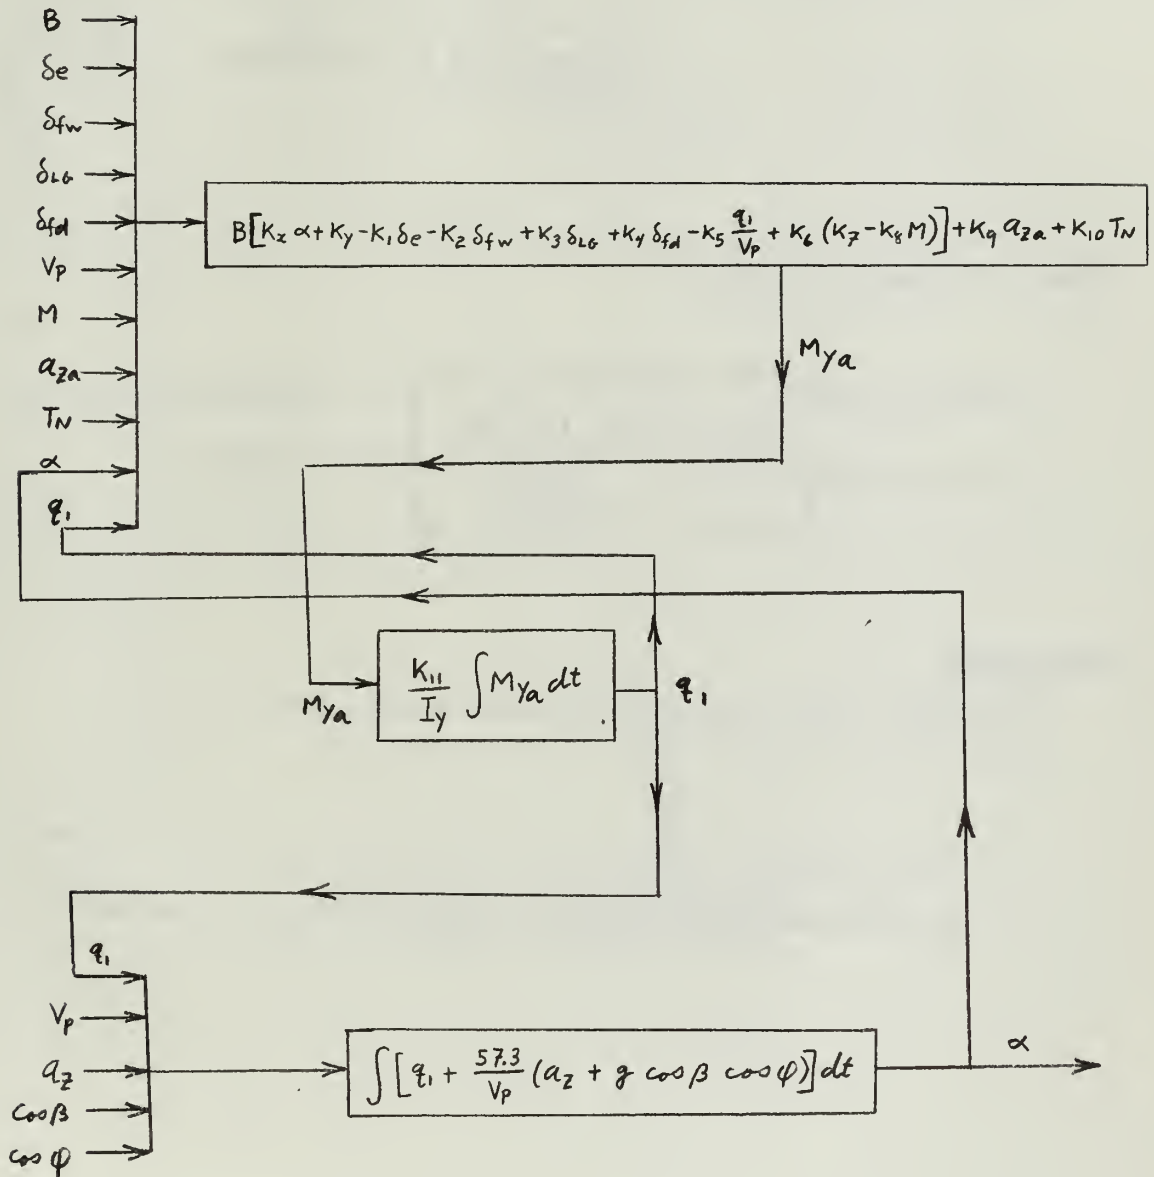 B
δe
δfw
δLG
δfd
Vp
M
aza
TN
α
q1
B[Kz α + Ky - K1 δe - K2 δfw + K3 δLG + K4 δfd - K5 q1/Vp + K6 (K7 - K8 M)] + K9 aza + K10 TN
Mya
Mya
K11/Iy ∫ Mya dt
q1
q1
Vp
az
cos β
cos φ
∫ [q1 + 57.3/Vp (az + g cos β cos φ)] dt
α